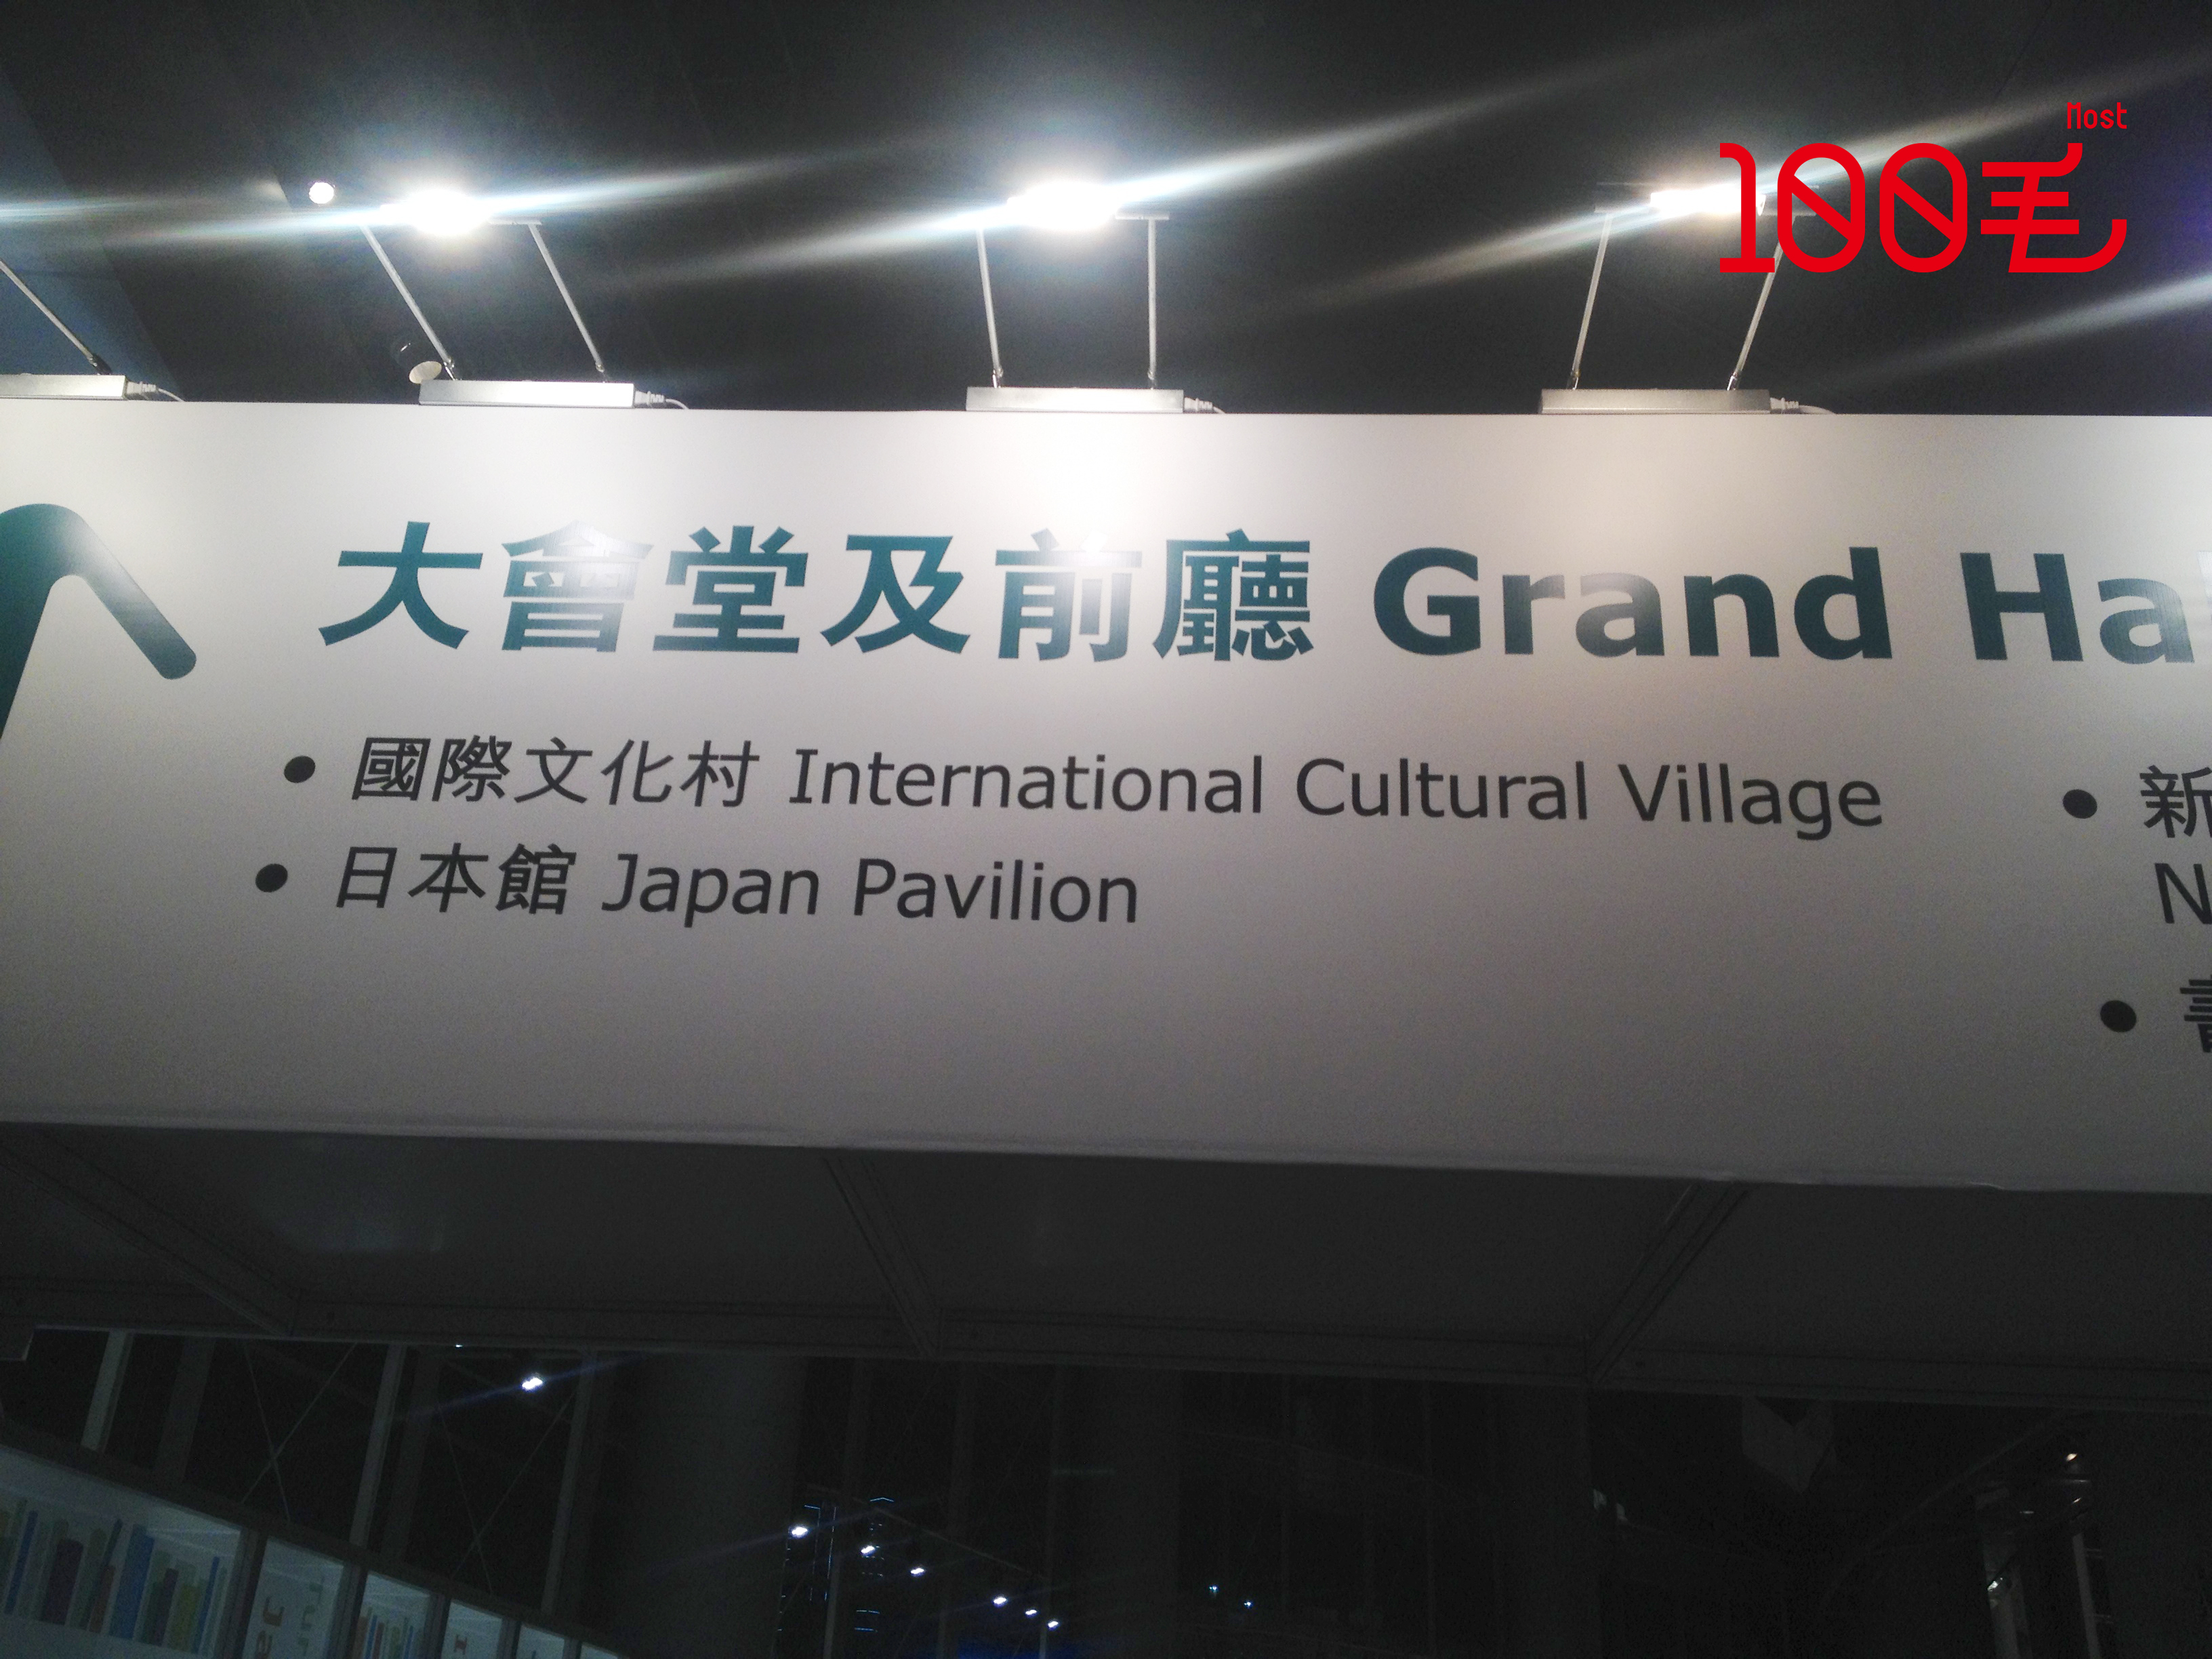 Most
100毛
大會堂及前廳 Grand Ha
• 國際文化村 International Cultural Village
• 日本館 Japan Pavilion
• 新
N
•